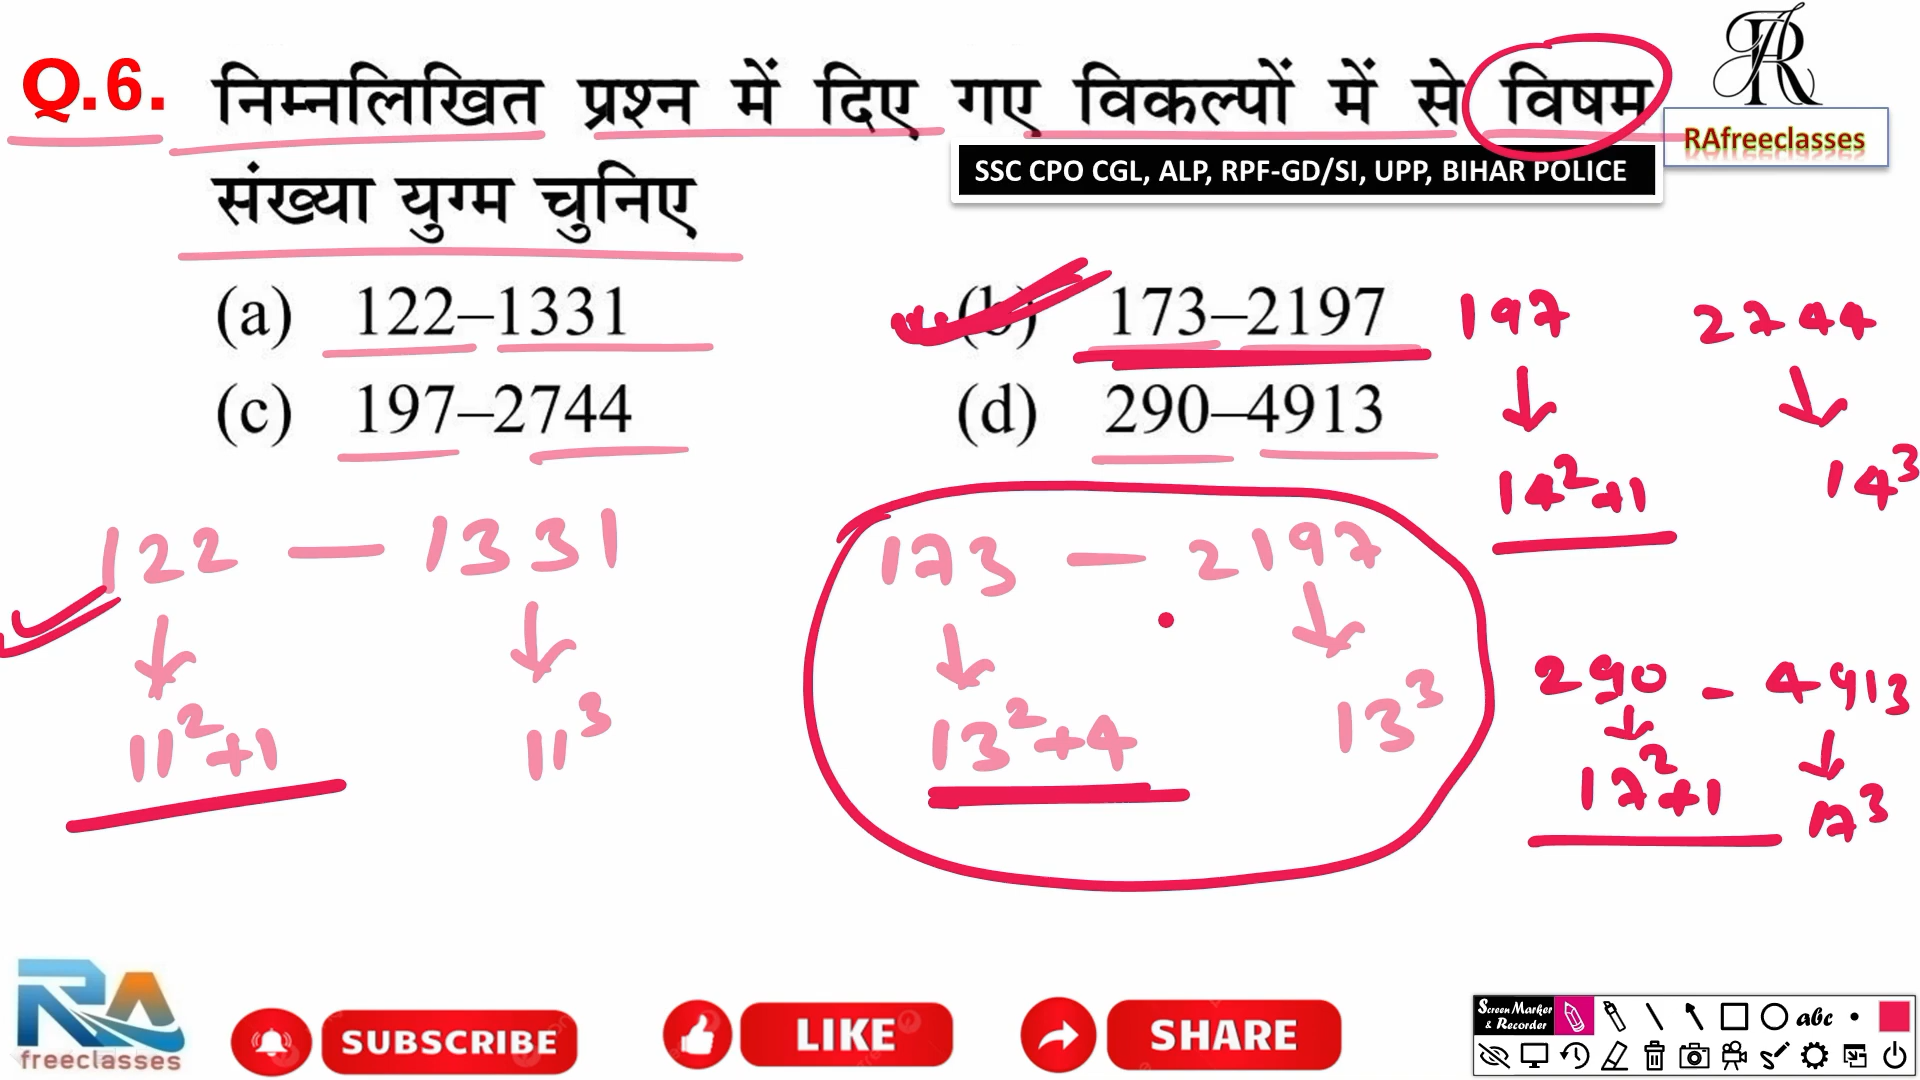 Q.6. निम्नलिखित प्रश्न में दिए गए विकल्पों में से विषम
RAfreeclasses
SSC CPO CGL, ALP, RPF-GD/SI, UPP, BIHAR POLICE
संख्या युग्म चुनिए
(a) 122–1331 (b) 173–2197
(c) 197–2744 (d) 290–4913
197 2744
14²+1 14³
122 — 1331
11²+1 11³
173 — 2197
13²+4 13³
290 - 4913
17²+1 17³
RA
freeclasses
SUBSCRIBE
LIKE
SHARE
Screen Marker
& Recorder
abc